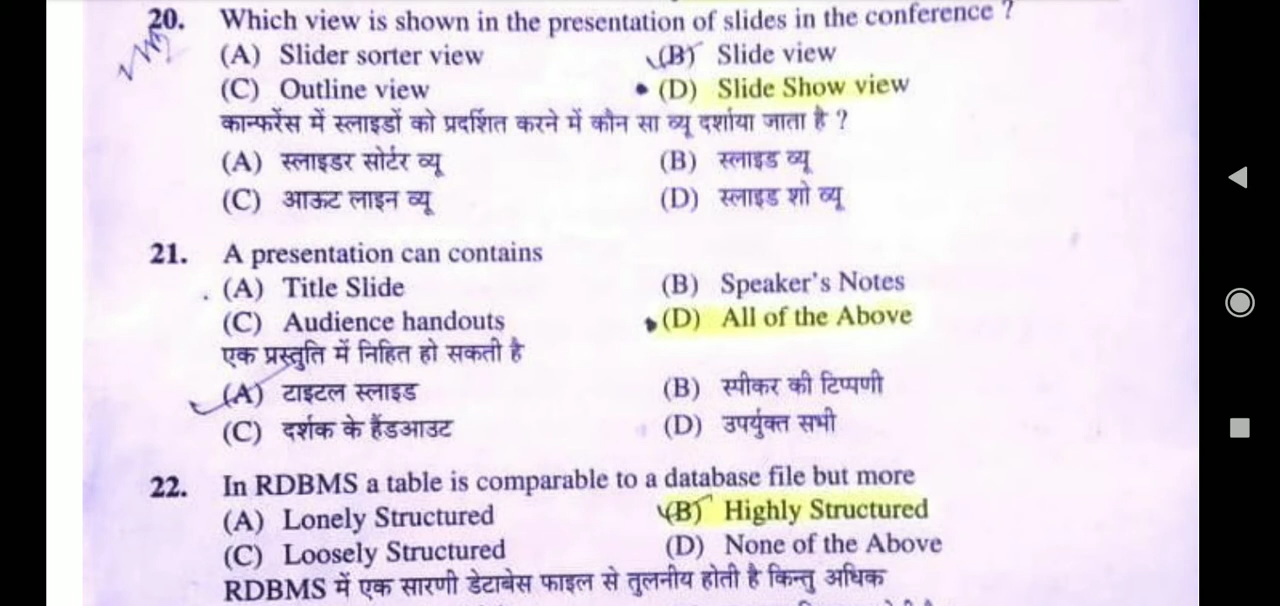 20. Which view is shown in the presentation of slides in the conference ?
(A) Slider sorter view (B) Slide view
(C) Outline view (D) Slide Show view
कान्फरेंस में स्लाइडों को प्रदर्शित करने में कौन सा व्यू दर्शाया जाता है ?
(A) स्लाइडर सोर्टर व्यू (B) स्लाइड व्यू
(C) आऊट लाइन व्यू (D) स्लाइड शो व्यू
21. A presentation can contains
(A) Title Slide (B) Speaker's Notes
(C) Audience handouts (D) All of the Above
एक प्रस्तुति में निहित हो सकती है
(A) टाइटल स्लाइड (B) स्पीकर की टिप्पणी
(C) दर्शक के हैंडआउट (D) उपर्युक्त सभी
22. In RDBMS a table is comparable to a database file but more
(A) Lonely Structured (B) Highly Structured
(C) Loosely Structured (D) None of the Above
RDBMS में एक सारणी डेटाबेस फाइल से तुलनीय होती है किन्तु अधिक